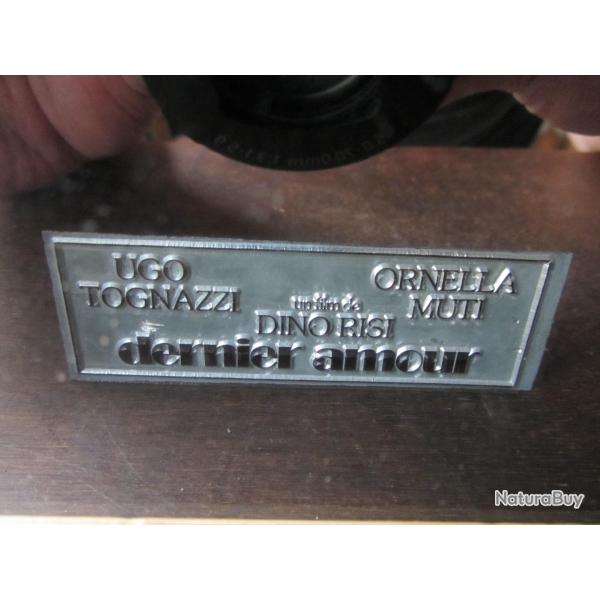 UGO
TOGNAZZI
ORNELLA
MUTI
un film de
DINO RISI
dernier amour
NaturaBuy